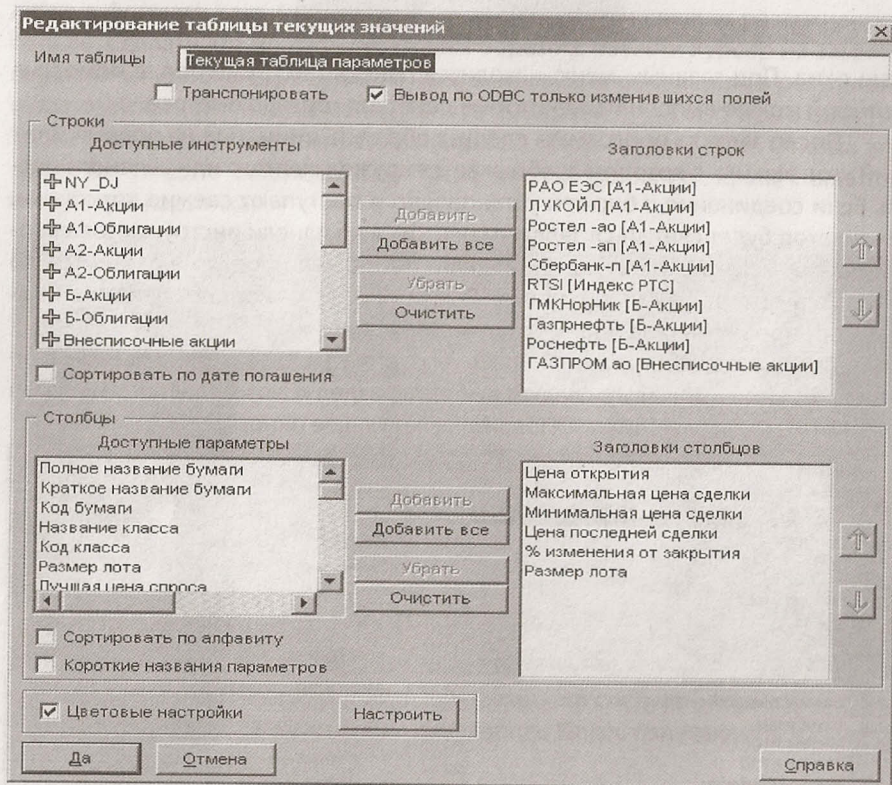 Редактирование таблицы текущих значений
Имя таблицы
Текущая таблица параметров
Транспонировать
Вывод по ODBC только изменившихся полей
Строки
Доступные инструменты
NY_DJ
А1-Акции
А1-Облигации
А2-Акции
А2-Облигации
Б-Акции
Б-Облигации
Внесписочные акции
Добавить
Добавить все
Убрать
Очистить
Заголовки строк
РАО ЕЭС [А1-Акции]
ЛУКОЙЛ [А1-Акции]
Ростел -ао [А1-Акции]
Ростел -ап [А1-Акции]
Сбербанк-п [А1-Акции]
RTSI [Индекс РТС]
ГМКНорНик [Б-Акции]
Газпрнефть [Б-Акции]
Роснефть [Б-Акции]
ГАЗПРОМ ао [Внесписочные акции]
Сортировать по дате погашения
Столбцы
Доступные параметры
Полное название бумаги
Краткое название бумаги
Код бумаги
Название класса
Код класса
Размер лота
Лучшая цена спроса
Добавить
Добавить все
Убрать
Очистить
Заголовки столбцов
Цена открытия
Максимальная цена сделки
Минимальная цена сделки
Цена последней сделки
% изменения от закрытия
Размер лота
Сортировать по алфавиту
Короткие названия параметров
Цветовые настройки
Настроить
Да
Отмена
Справка